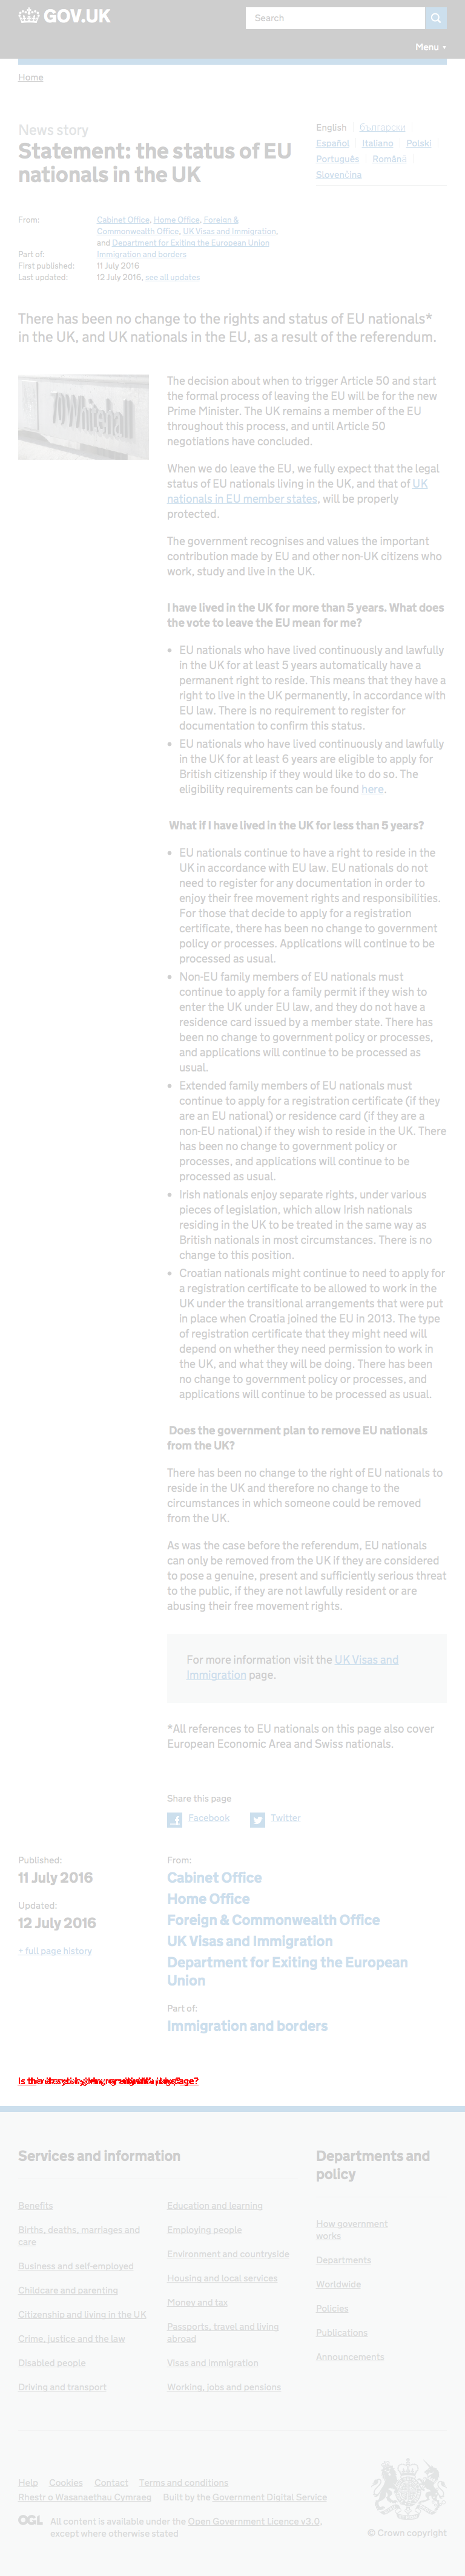 GOV.UK
Search
Menu
Home
News story
Statement: the status of EU
nationals in the UK
English
български
Español
Italiano
Polski
Português
Română
Slovenčina
From:
Cabinet Office, Home Office, Foreign &
Commonwealth Office, UK Visas and Immigration,
and Department for Exiting the European Union
Part of:
Immigration and borders
First published:
11 July 2016
Last updated:
12 July 2016, see all updates
There has been no change to the rights and status of EU nationals*
in the UK, and UK nationals in the EU, as a result of the referendum.
70 Whitehall
The decision about when to trigger Article 50 and start
the formal process of leaving the EU will be for the new
Prime Minister. The UK remains a member of the EU
throughout this process, and until Article 50
negotiations have concluded.
When we do leave the EU, we fully expect that the legal
status of EU nationals living in the UK, and that of UK
nationals in EU member states, will be properly
protected.
The government recognises and values the important
contribution made by EU and other non-UK citizens who
work, study and live in the UK.
I have lived in the UK for more than 5 years. What does
the vote to leave the EU mean for me?
• EU nationals who have lived continuously and lawfully
in the UK for at least 5 years automatically have a
permanent right to reside. This means that they have a
right to live in the UK permanently, in accordance with
EU law. There is no requirement to register for
documentation to confirm this status.
• EU nationals who have lived continuously and lawfully
in the UK for at least 6 years are eligible to apply for
British citizenship if they would like to do so. The
eligibility requirements can be found here.
What if I have lived in the UK for less than 5 years?
• EU nationals continue to have a right to reside in the
UK in accordance with EU law. EU nationals do not
need to register for any documentation in order to
enjoy their free movement rights and responsibilities.
For those that decide to apply for a registration
certificate, there has been no change to government
policy or processes. Applications will continue to be
processed as usual.
• Non-EU family members of EU nationals must
continue to apply for a family permit if they wish to
enter the UK under EU law, and they do not have a
residence card issued by a member state. There has
been no change to government policy or processes,
and applications will continue to be processed as
usual.
• Extended family members of EU nationals must
continue to apply for a registration certificate (if they
are an EU national) or residence card (if they are a
non-EU national) if they wish to reside in the UK. There
has been no change to government policy or
processes, and applications will continue to be
processed as usual.
• Irish nationals enjoy separate rights, under various
pieces of legislation, which allow Irish nationals
residing in the UK to be treated in the same way as
British nationals in most circumstances. There is no
change to this position.
• Croatian nationals might continue to need to apply for
a registration certificate to be allowed to work in the
UK under the transitional arrangements that were put
in place when Croatia joined the EU in 2013. The type
of registration certificate that they might need will
depend on whether they need permission to work in
the UK, and what they will be doing. There has been
no change to government policy or processes, and
applications will continue to be processed as usual.
Does the government plan to remove EU nationals
from the UK?
There has been no change to the right of EU nationals to
reside in the UK and therefore no change to the
circumstances in which someone could be removed
from the UK.
As was the case before the referendum, EU nationals
can only be removed from the UK if they are considered
to pose a genuine, present and sufficiently serious threat
to the public, if they are not lawfully resident or are
abusing their free movement rights.
For more information visit the UK Visas and
Immigration page.
*All references to EU nationals on this page also cover
European Economic Area and Swiss nationals.
Share this page
Facebook
Twitter
Published:
11 July 2016
Updated:
12 July 2016
+ full page history
From:
Cabinet Office
Home Office
Foreign & Commonwealth Office
UK Visas and Immigration
Department for Exiting the European
Union
Part of:
Immigration and borders
Services and information
Benefits
Births, deaths, marriages and
care
Business and self-employed
Childcare and parenting
Citizenship and living in the UK
Crime, justice and the law
Disabled people
Driving and transport
Education and learning
Employing people
Environment and countryside
Housing and local services
Money and tax
Passports, travel and living
abroad
Visas and immigration
Working, jobs and pensions
Departments and
policy
How government
works
Departments
Worldwide
Policies
Publications
Announcements
Help
Cookies
Contact
Terms and conditions
Rhestr o Wasanaethau Cymraeg
Built by the Government Digital Service
OGL
All content is available under the Open Government Licence v3.0,
except where otherwise stated
© Crown copyright